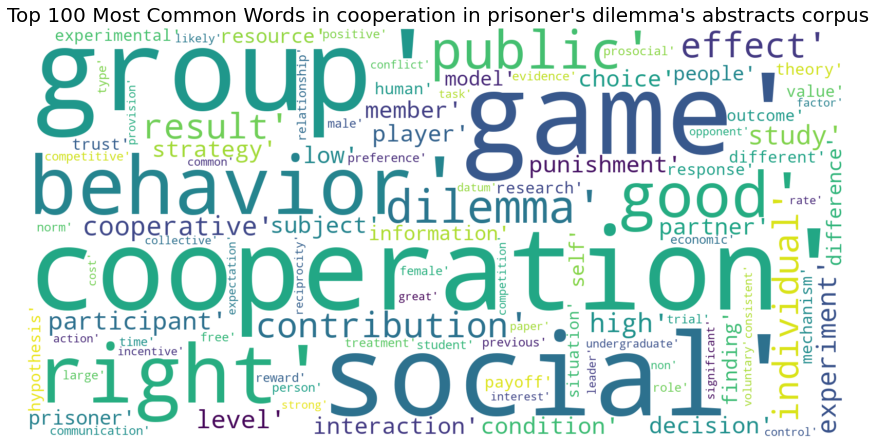 Top 100 Most Common Words in cooperation in prisoner's dilemma's abstracts corpus
experimental'
likely'
resource'
positive'
public'
effect'
group'
type'
provision'
relationship'
conflict'
human'
model'
evidence'
prosocial'
choice'
people'
theory'
task'
value'
factor'
result'
member'
male'
player'
game'
outcome'
opponent'
study'
trust'
strategy'
competitive'
common'
low'
preference'
punishment'
response'
different'
behavior'
dilemma'
datum'
research'
good'
rate'
difference'
norm'
cooperative'
subject'
information'
partner'
individual'
collective'
economic'
cooperation'
cost'
expectation'
reciprocity'
female'
great'
competition'
self'
mechanism'
consistent'
hypothesis'
participant'
contribution'
paper'
high'
trial'
action'
time'
free'
treatment'
student'
previous'
situation'
undergraduate'
incentive'
right'
social'
large'
reward'
person'
strong'
payoff'
interest'
leader'
non'
role'
significant'
finding'
voluntary'
experiment'
prisoner'
communication'
level'
interaction'
condition'
decision'
control'